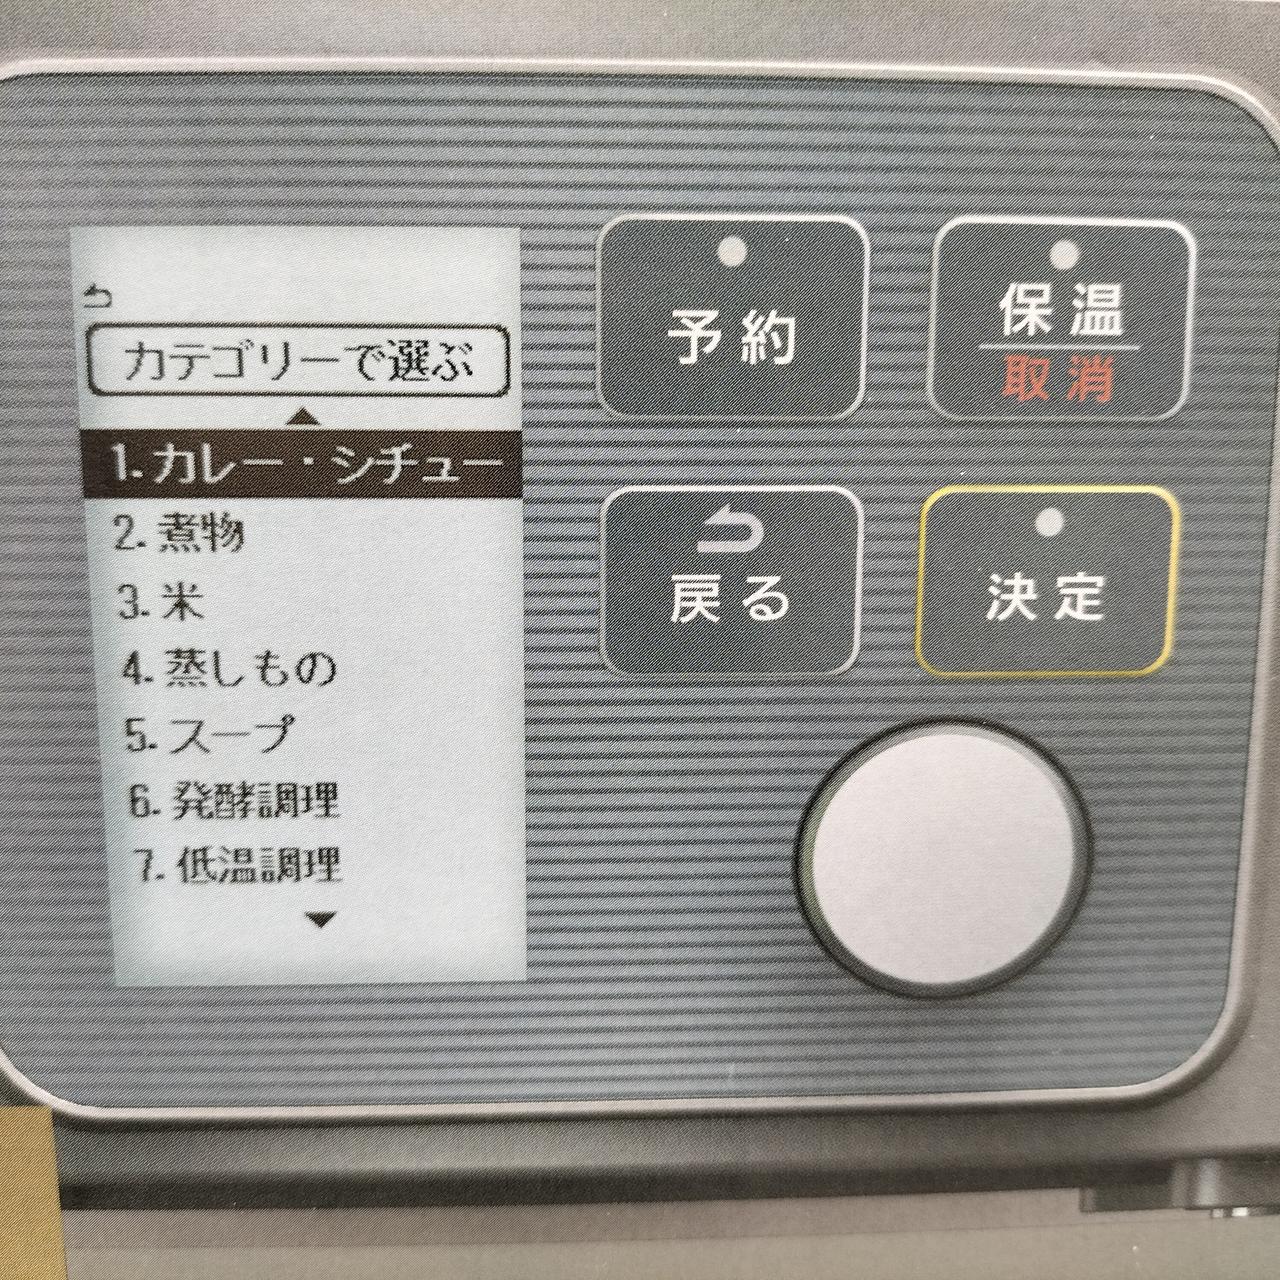 カテゴリーで選ぶ
1. カレー・シチュー
2. 煮物
3. 米
4. 蒸しもの
5. スープ
6. 発酵調理
7. 低温調理
予約
保温
取消
戻る
決定